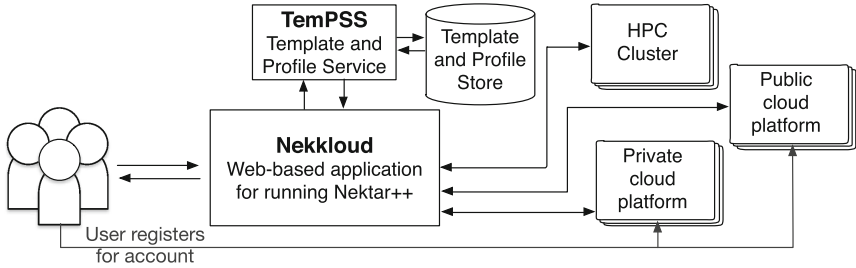 TemPSS
Template and
Profile Service
Template
and Profile
Store
HPC
Cluster
Public
cloud
platform
Nekkloud
Web-based application
for running Nektar++
Private
cloud
platform
User registers
for account